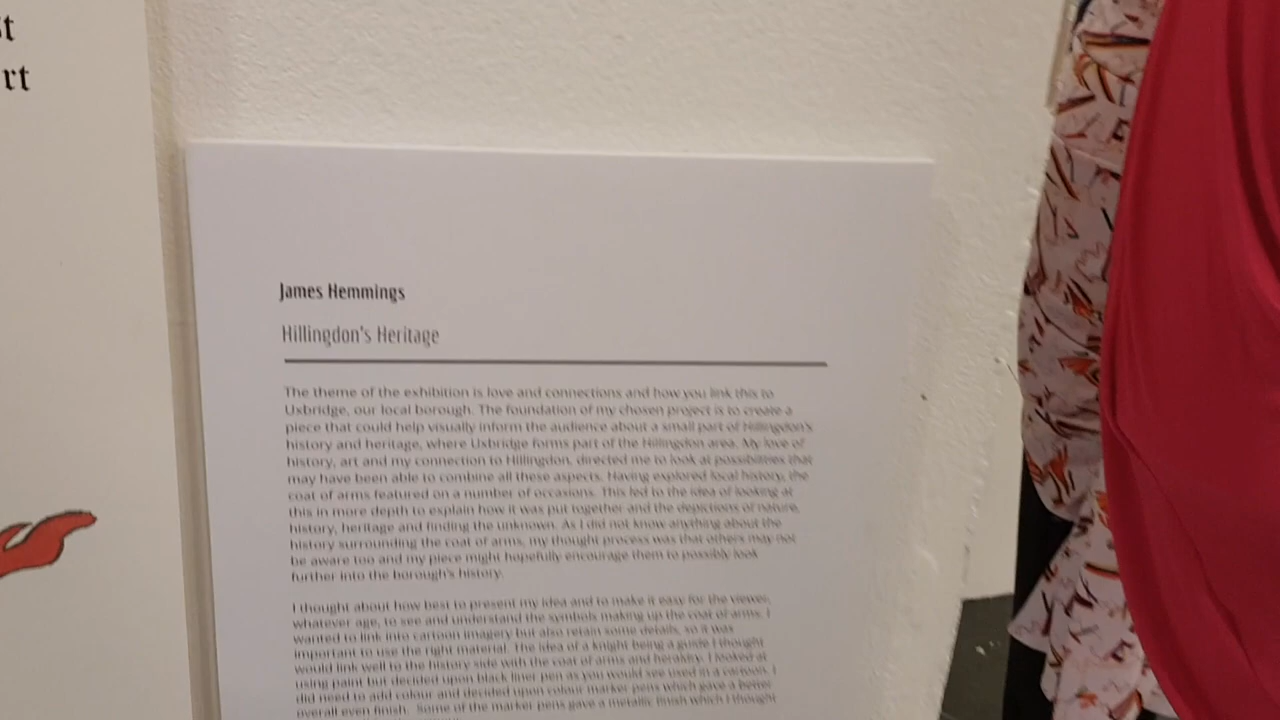 st
rt
James Hemmings
Hillingdon's Heritage
The theme of the exhibition is love and connections and how you link this to
Uxbridge, our local borough. The foundation of my chosen project is to create a
piece that could help visually inform the audience about a small part of Hillingdon's
history and heritage, where Uxbridge forms part of the Hillingdon area. My love of
history, art and my connection to Hillingdon, directed me to look at possibilities that
may have been able to combine all these aspects. Having explored local history, the
coat of arms featured on a number of occasions. This led to the idea of looking at
this in more depth to explain how it was put together and the depictions of nature,
history, heritage and finding the unknown. As I did not know anything about the
history surrounding the coat of arms, my thought process was that others may not
be aware too and my piece might hopefully encourage them to possibly look
further into the borough's history.
I thought about how best to present my idea and to make it easy for the viewer,
whatever age, to see and understand the symbols making up the coat of arms. I
wanted to link into cartoon imagery but also retain some details, so it was
important to use the right material. The idea of a knight being a guide I thought
would link well to the history side with the coat of arms and heraldry. I looked at
using paint but decided upon black liner pen as you would see used in a cartoon. I
did need to add colour and decided upon colour marker pens which gave a better
overall even finish. Some of the marker pens gave a metallic finish which I thought